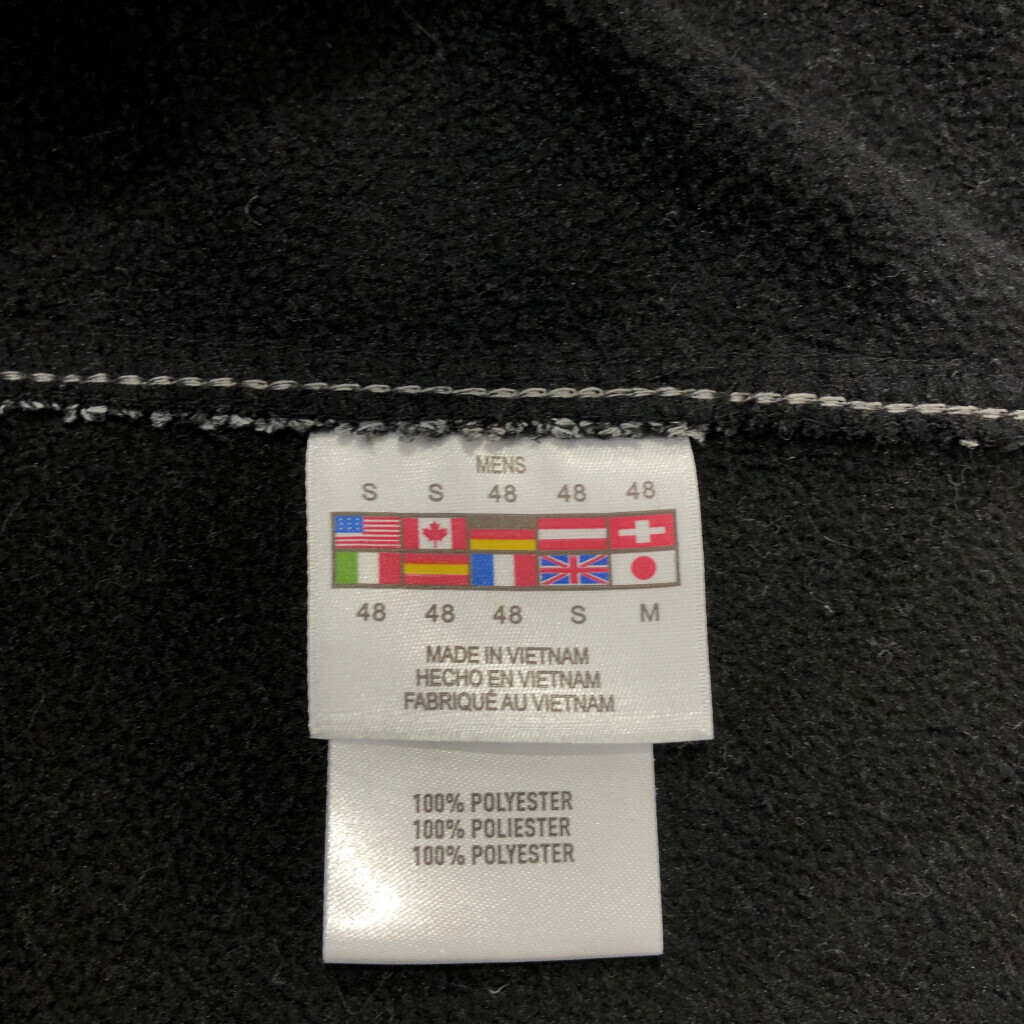 MENS
S S 48 48 48
48 48 48 S M
MADE IN VIETNAM
HECHO EN VIETNAM
FABRIQUÉ AU VIETNAM
100% POLYESTER
100% POLIESTER
100% POLYESTER